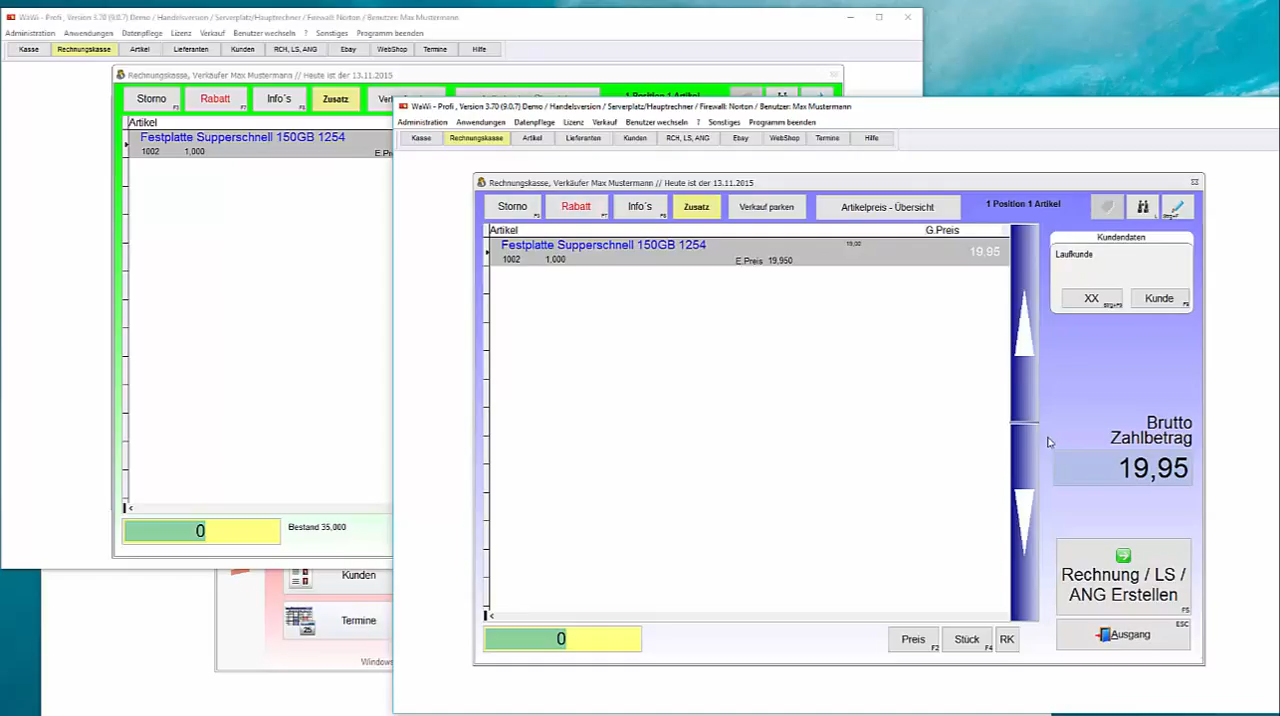 WaWi - Profi , Version 3.70 (9.0.7) Demo / Handelsversion / Serverplatz/Hauptrechner / Firewall: Norton / Benutzer: Max Mustermann
Administration Anwendungen Datenpflege Lizenz Verkauf Benutzer wechseln ? Sonstiges Programm beenden
Kasse Rechnungskasse Artikel Lieferanten Kunden RCH, LS, ANG Ebay WebShop Termine Hilfe
Rechnungskasse, Verkäufer Max Mustermann // Heute ist der 13.11.2015
Storno Rabatt Info´s Zusatz
Artikel
Festplatte Supperschnell 150GB 1254
1002 1,000
0 Bestand 35,000
Kunden
Termine
Windows
WaWi - Profi , Version 3.70 (9.0.7) Demo / Handelsversion / Serverplatz/Hauptrechner / Firewall: Norton / Benutzer: Max Mustermann
Administration Anwendungen Datenpflege Lizenz Verkauf Benutzer wechseln ? Sonstiges Programm beenden
Kasse Rechnungskasse Artikel Lieferanten Kunden RCH, LS, ANG Ebay WebShop Termine Hilfe
Rechnungskasse, Verkäufer Max Mustermann // Heute ist der 13.11.2015
Storno Rabatt Info´s Zusatz Verkauf parken Artikelpreis - Übersicht 1 Position 1 Artikel
Artikel G.Preis
Festplatte Supperschnell 150GB 1254 19,00 19,95
1002 1,000 E.Preis 19,950
Kundendaten
Laufkunde
XX Kunde
Brutto
Zahlbetrag
19,95
Rechnung / LS /
ANG Erstellen
F5
ESC
Ausgang
0 Preis F2 Stück F4 RK